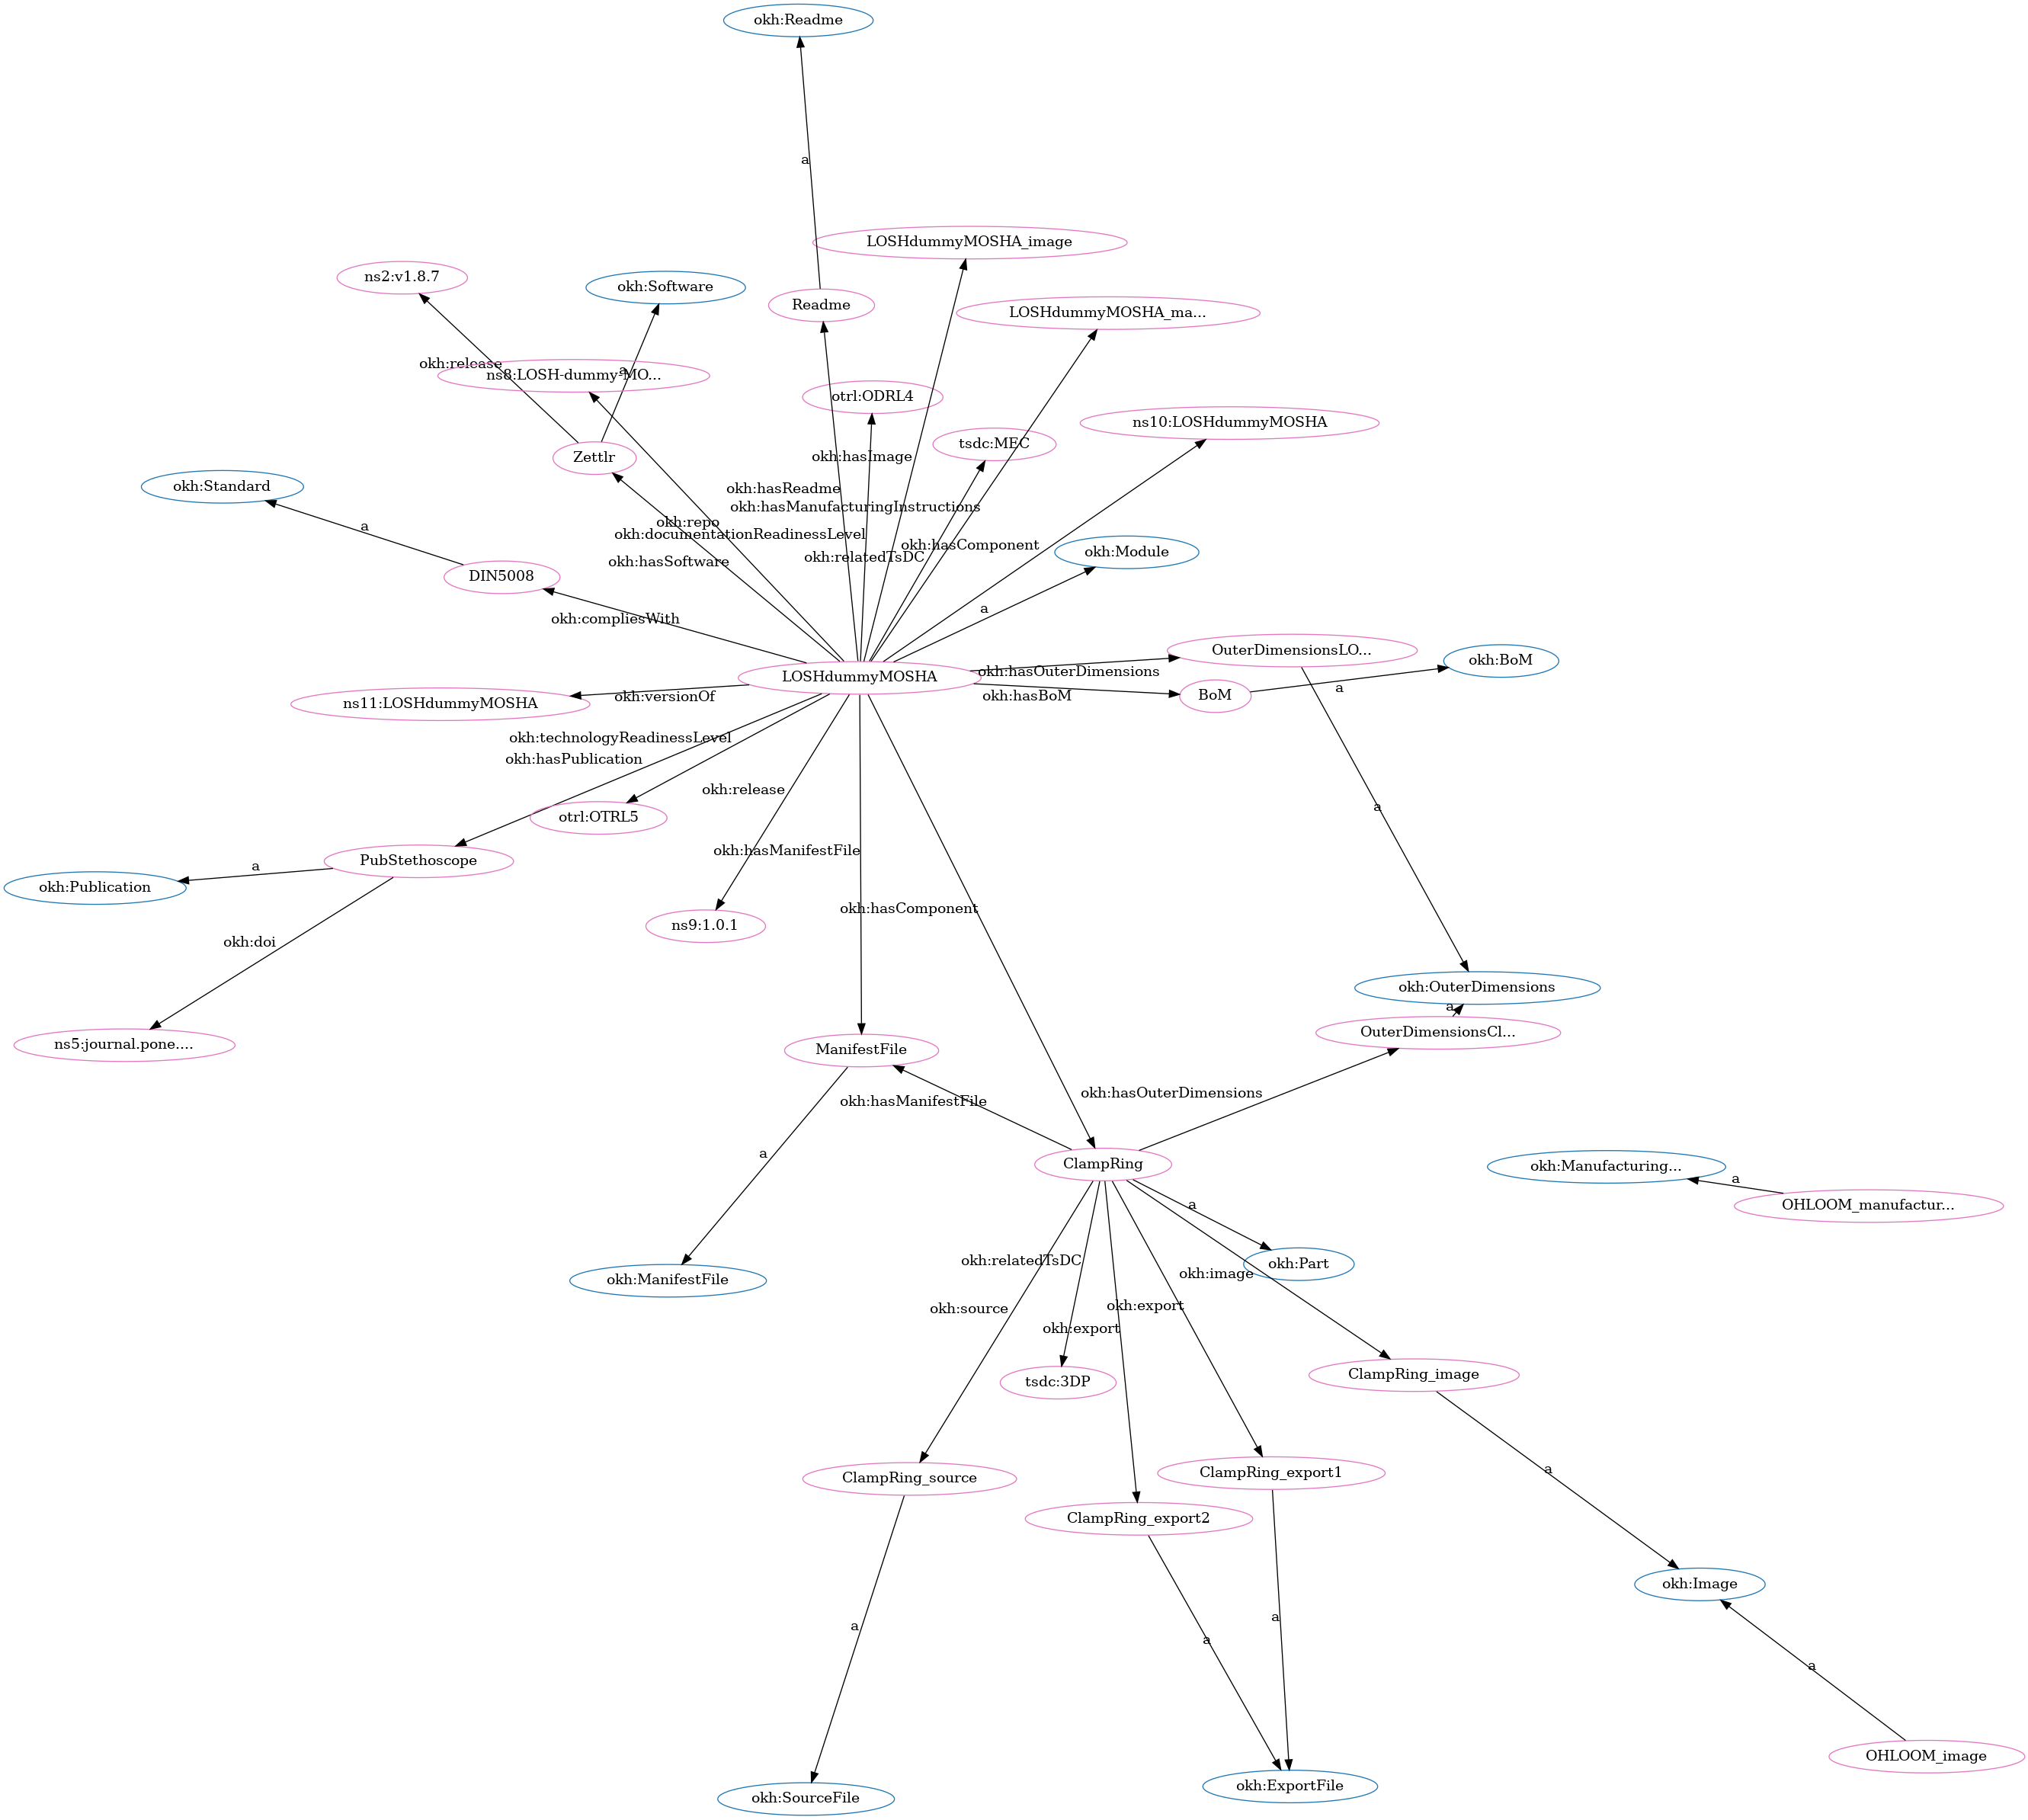 okh:Readme
a
LOSHdummyMOSHA_image
ns2:v1.8.7
okh:Software
Readme
LOSHdummyMOSHA_ma...
okh:release
a
ns8:LOSH-dummy-MO...
otrl:ODRL4
ns10:LOSHdummyMOSHA
tsdc:MEC
Zettlr
okh:hasImage
okh:Standard
okh:hasReadme
okh:hasManufacturingInstructions
a
okh:repo
okh:documentationReadinessLevel
okh:hasComponent
okh:Module
okh:relatedTsDC
okh:hasSoftware
DIN5008
a
okh:compliesWith
OuterDimensionsLO...
okh:BoM
okh:hasOuterDimensions
LOSHdummyMOSHA
a
okh:hasBoM
BoM
okh:versionOf
ns11:LOSHdummyMOSHA
okh:technologyReadinessLevel
okh:hasPublication
okh:release
a
otrl:OTRL5
okh:hasManifestFile
PubStethoscope
a
okh:Publication
okh:hasComponent
ns9:1.0.1
okh:doi
okh:OuterDimensions
a
OuterDimensionsCl...
ns5:journal.pone....
ManifestFile
okh:hasOuterDimensions
okh:hasManifestFile
a
ClampRing
okh:Manufacturing...
a
OHLOOM_manufactur...
a
okh:relatedTsDC
okh:Part
okh:image
okh:ManifestFile
okh:source
okh:export
okh:export
ClampRing_image
tsdc:3DP
a
ClampRing_export1
ClampRing_source
ClampRing_export2
okh:Image
a
a
a
a
OHLOOM_image
okh:ExportFile
okh:SourceFile